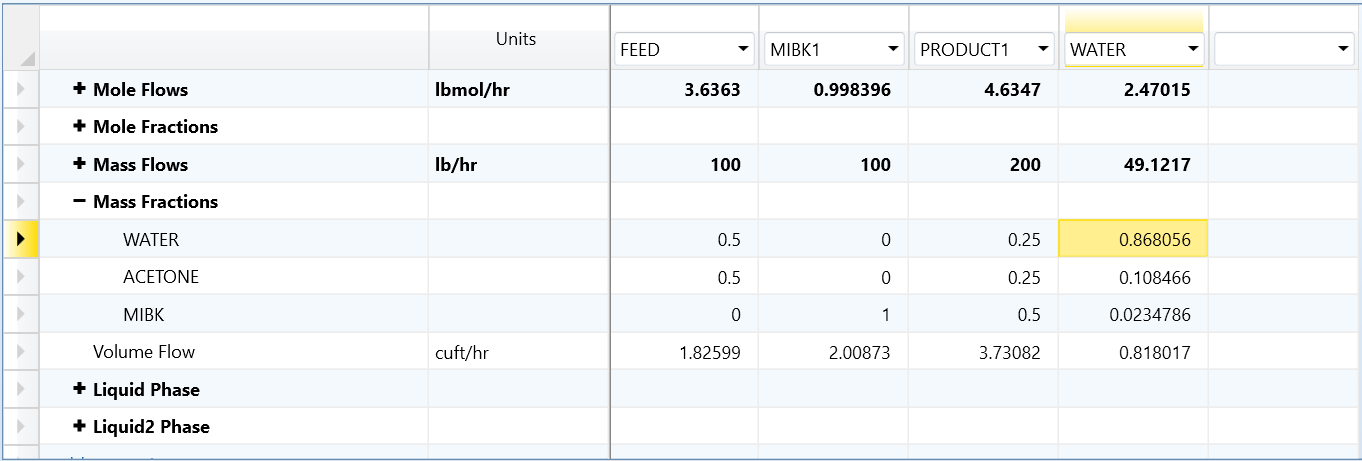 Units FEED MIBK1 PRODUCT1 WATER
+ Mole Flows lbmol/hr 3.6363 0.998396 4.6347 2.47015
+ Mole Fractions
+ Mass Flows lb/hr 100 100 200 49.1217
− Mass Fractions
WATER 0.5 0 0.25 0.868056
ACETONE 0.5 0 0.25 0.108466
MIBK 0 1 0.5 0.0234786
Volume Flow cuft/hr 1.82599 2.00873 3.73082 0.818017
+ Liquid Phase
+ Liquid2 Phase